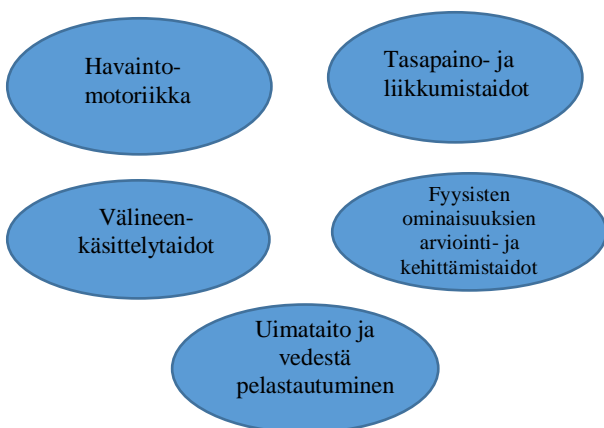 Havainto-
motoriikka
Tasapaino- ja
liikkumistaidot
Välineen-
käsittelytaidot
Fyysisten
ominaisuuksien
arviointi- ja
kehittämistaidot
Uimataito ja
vedestä
pelastautuminen